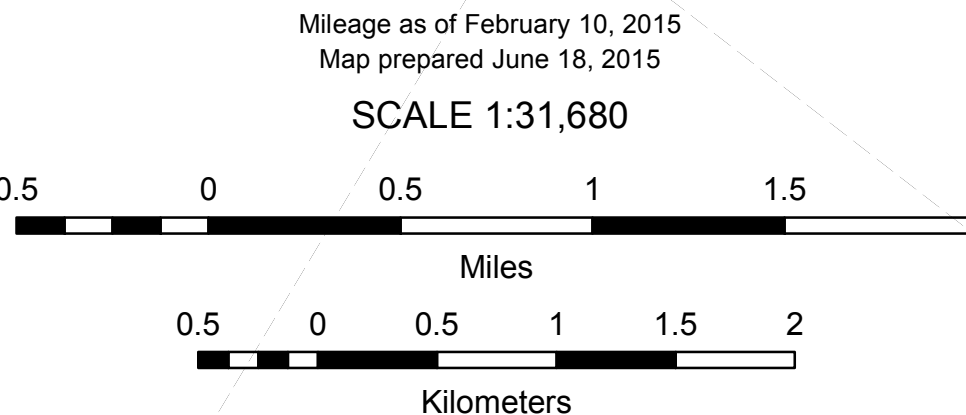 Mileage as of February 10, 2015
Map prepared June 18, 2015
SCALE 1:31,680
0.5 0 0.5 1 1.5
Miles
0.5 0 0.5 1 1.5 2
Kilometers